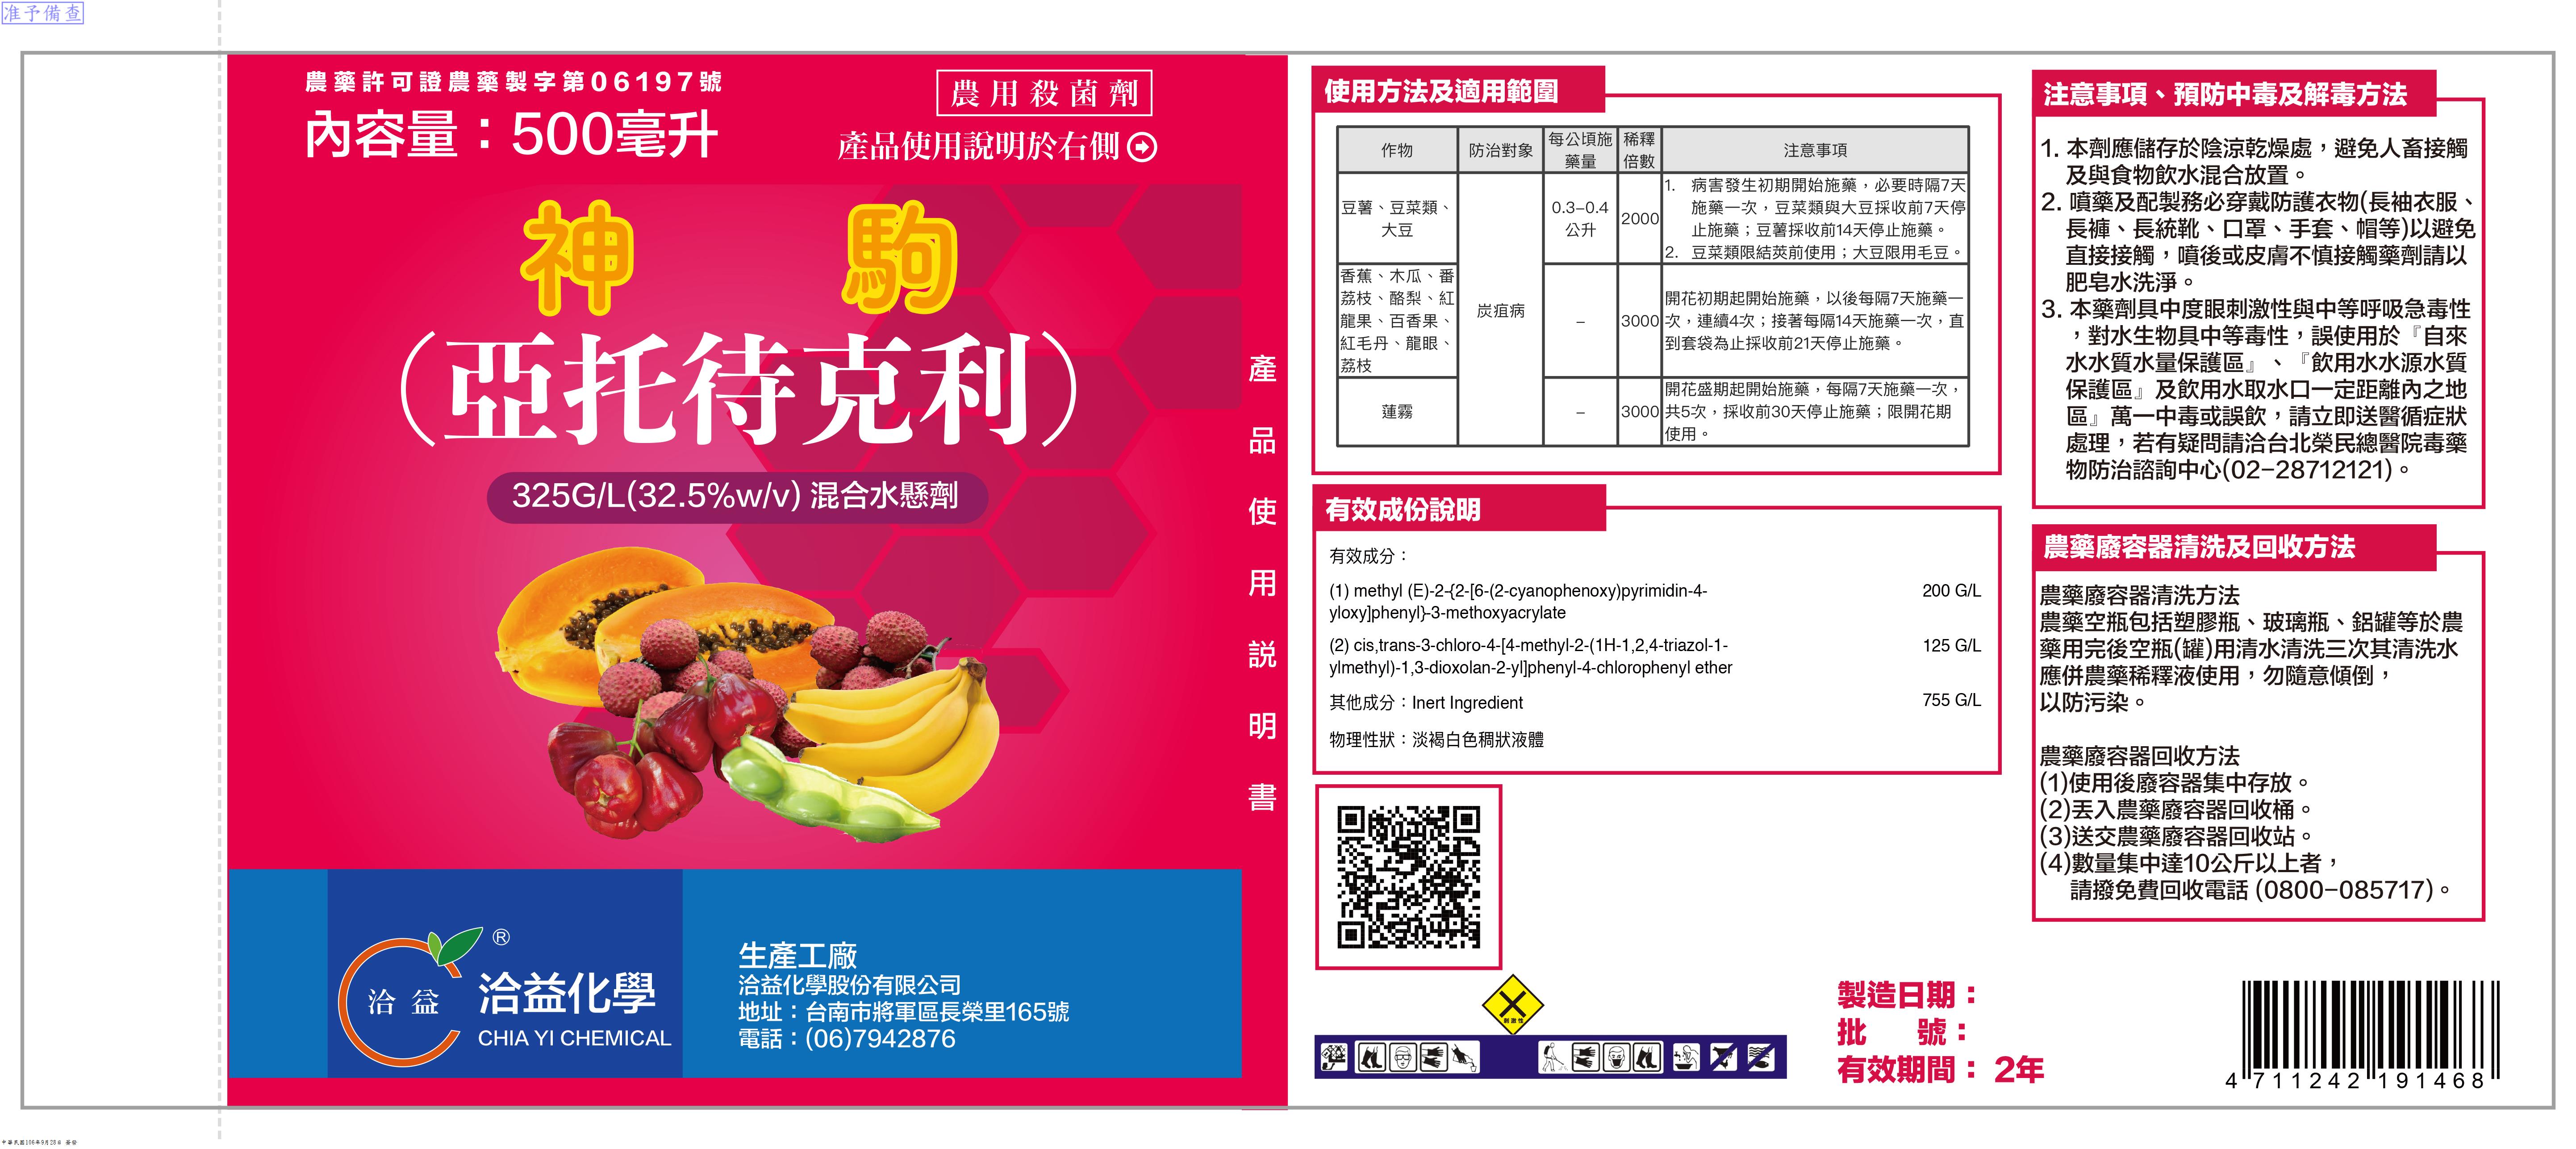 准予備查
農藥許可證農藥製字第06197號
內容量：500毫升
農用殺菌劑
產品使用說明於右側
神駒
（亞托待克利）
325G/L(32.5%w/v) 混合水懸劑
產品使用說明書
洽益
®
洽益化學
CHIA YI CHEMICAL
生產工廠
洽益化學股份有限公司
地址：台南市將軍區長榮里165號
電話：(06)7942876
使用方法及適用範圍
作物 防治對象 每公頃施藥量 稀釋倍數 注意事項
豆薯、豆菜類、
大豆
炭疽病
0.3-0.4
公升
2000
1. 病害發生初期開始施藥，必要時隔7天
施藥一次，豆菜類與大豆採收前7天停
止施藥；豆薯採收前14天停止施藥。
2. 豆菜類限結莢前使用；大豆限用毛豆。
香蕉、木瓜、番
荔枝、酪梨、紅
龍果、百香果、
紅毛丹、龍眼、
荔枝
–
3000
開花初期起開始施藥，以後每隔7天施藥一
次，連續4次；接著每隔14天施藥一次，直
到套袋為止採收前21天停止施藥。
蓮霧
–
3000
開花盛期起開始施藥，每隔7天施藥一次，
共5次，採收前30天停止施藥；限開花期
使用。
有效成份說明
有效成分：
(1) methyl (E)-2-{2-[6-(2-cyanophenoxy)pyrimidin-4- 200 G/L
yloxy]phenyl}-3-methoxyacrylate
(2) cis,trans-3-chloro-4-[4-methyl-2-(1H-1,2,4-triazol-1- 125 G/L
ylmethyl)-1,3-dioxolan-2-yl]phenyl-4-chlorophenyl ether
其他成分：Inert Ingredient 755 G/L
物理性狀：淡褐白色稠狀液體
刺激性
注意事項、預防中毒及解毒方法
1. 本劑應儲存於陰涼乾燥處，避免人畜接觸
及與食物飲水混合放置。
2. 噴藥及配製務必穿戴防護衣物(長袖衣服、
長褲、長統靴、口罩、手套、帽等)以避免
直接接觸，噴後或皮膚不慎接觸藥劑請以
肥皂水洗淨。
3. 本藥劑具中度眼刺激性與中等呼吸急毒性
，對水生物具中等毒性，誤使用於『自來
水水質水量保護區』、『飲用水水源水質
保護區』及飲用水取水口一定距離內之地
區』萬一中毒或誤飲，請立即送醫循症狀
處理，若有疑問請洽台北榮民總醫院毒藥
物防治諮詢中心(02-28712121)。
農藥廢容器清洗及回收方法
農藥廢容器清洗方法
農藥空瓶包括塑膠瓶、玻璃瓶、鋁罐等於農
藥用完後空瓶(罐)用清水清洗三次其清洗水
應併農藥稀釋液使用，勿隨意傾倒，
以防污染。
農藥廢容器回收方法
(1)使用後廢容器集中存放。
(2)丟入農藥廢容器回收桶。
(3)送交農藥廢容器回收站。
(4)數量集中達10公斤以上者，
請撥免費回收電話 (0800-085717)。
製造日期：
批　號：
有效期間： 2年
4 711242 191468
中華民國106年9月28日 簽發